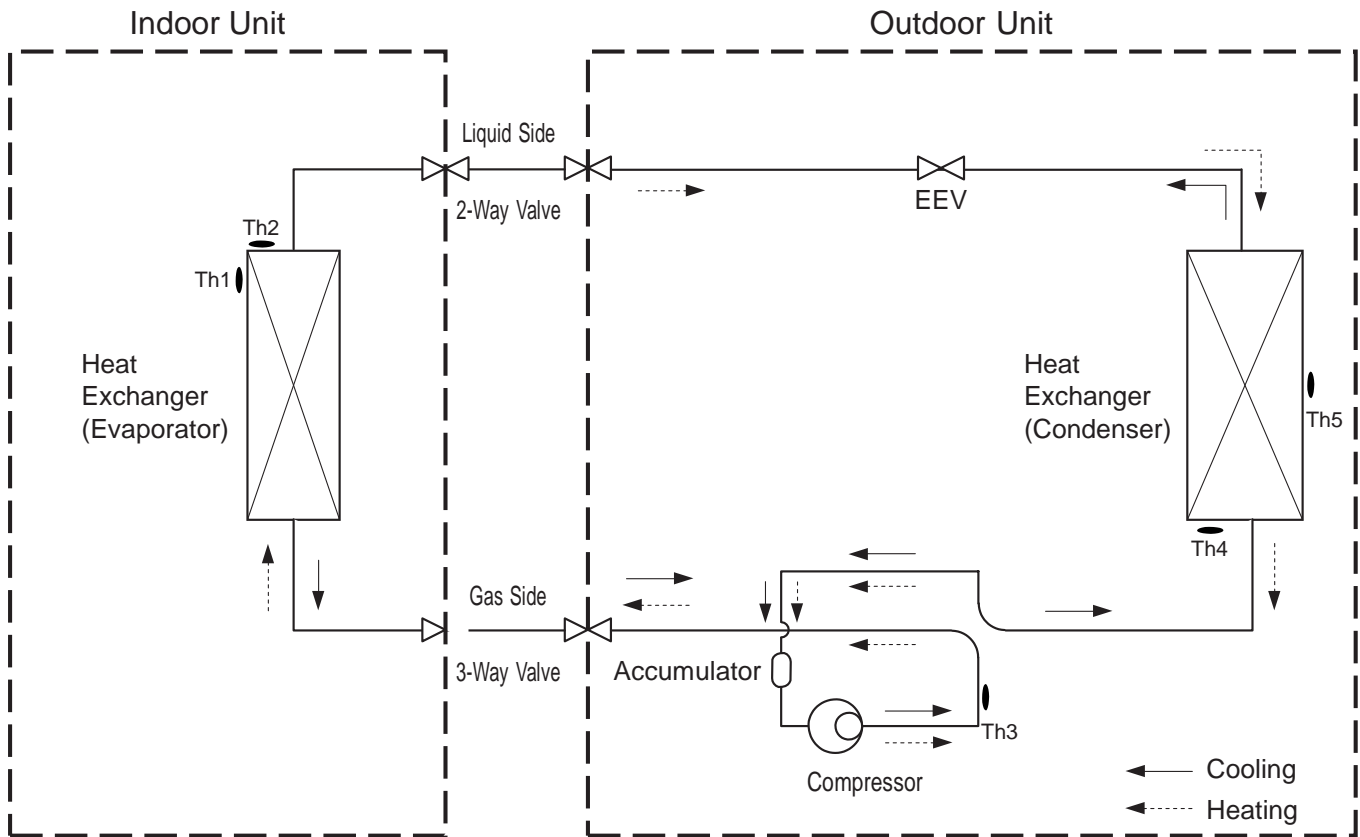 Indoor Unit
Outdoor Unit
Liquid Side
2-Way Valve
EEV
Th2
Th1
Heat
Exchanger
(Evaporator)
Heat
Exchanger
(Condenser)
Th5
Th4
Gas Side
3-Way Valve
Accumulator
Th3
Compressor
Cooling
Heating